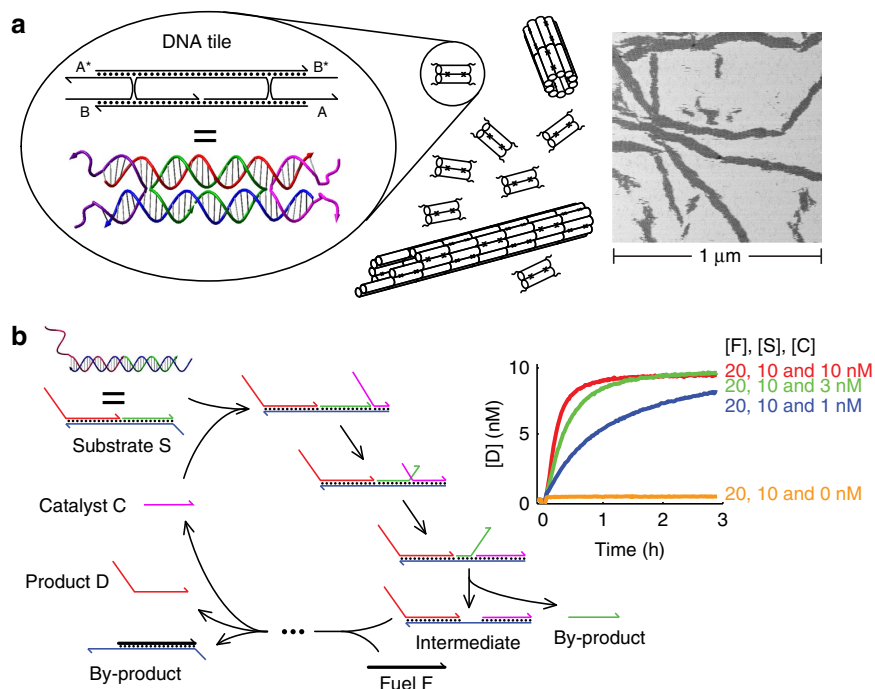 a
DNA tile
A*
B*
B
A
1 µm
b
Substrate S
Catalyst C
Product D
By-product
Intermediate
By-product
Fuel F
[F], [S], [C]
20, 10 and 10 nM
20, 10 and 3 nM
20, 10 and 1 nM
20, 10 and 0 nM
[D] (nM)
10
5
0
0
1
2
3
Time (h)